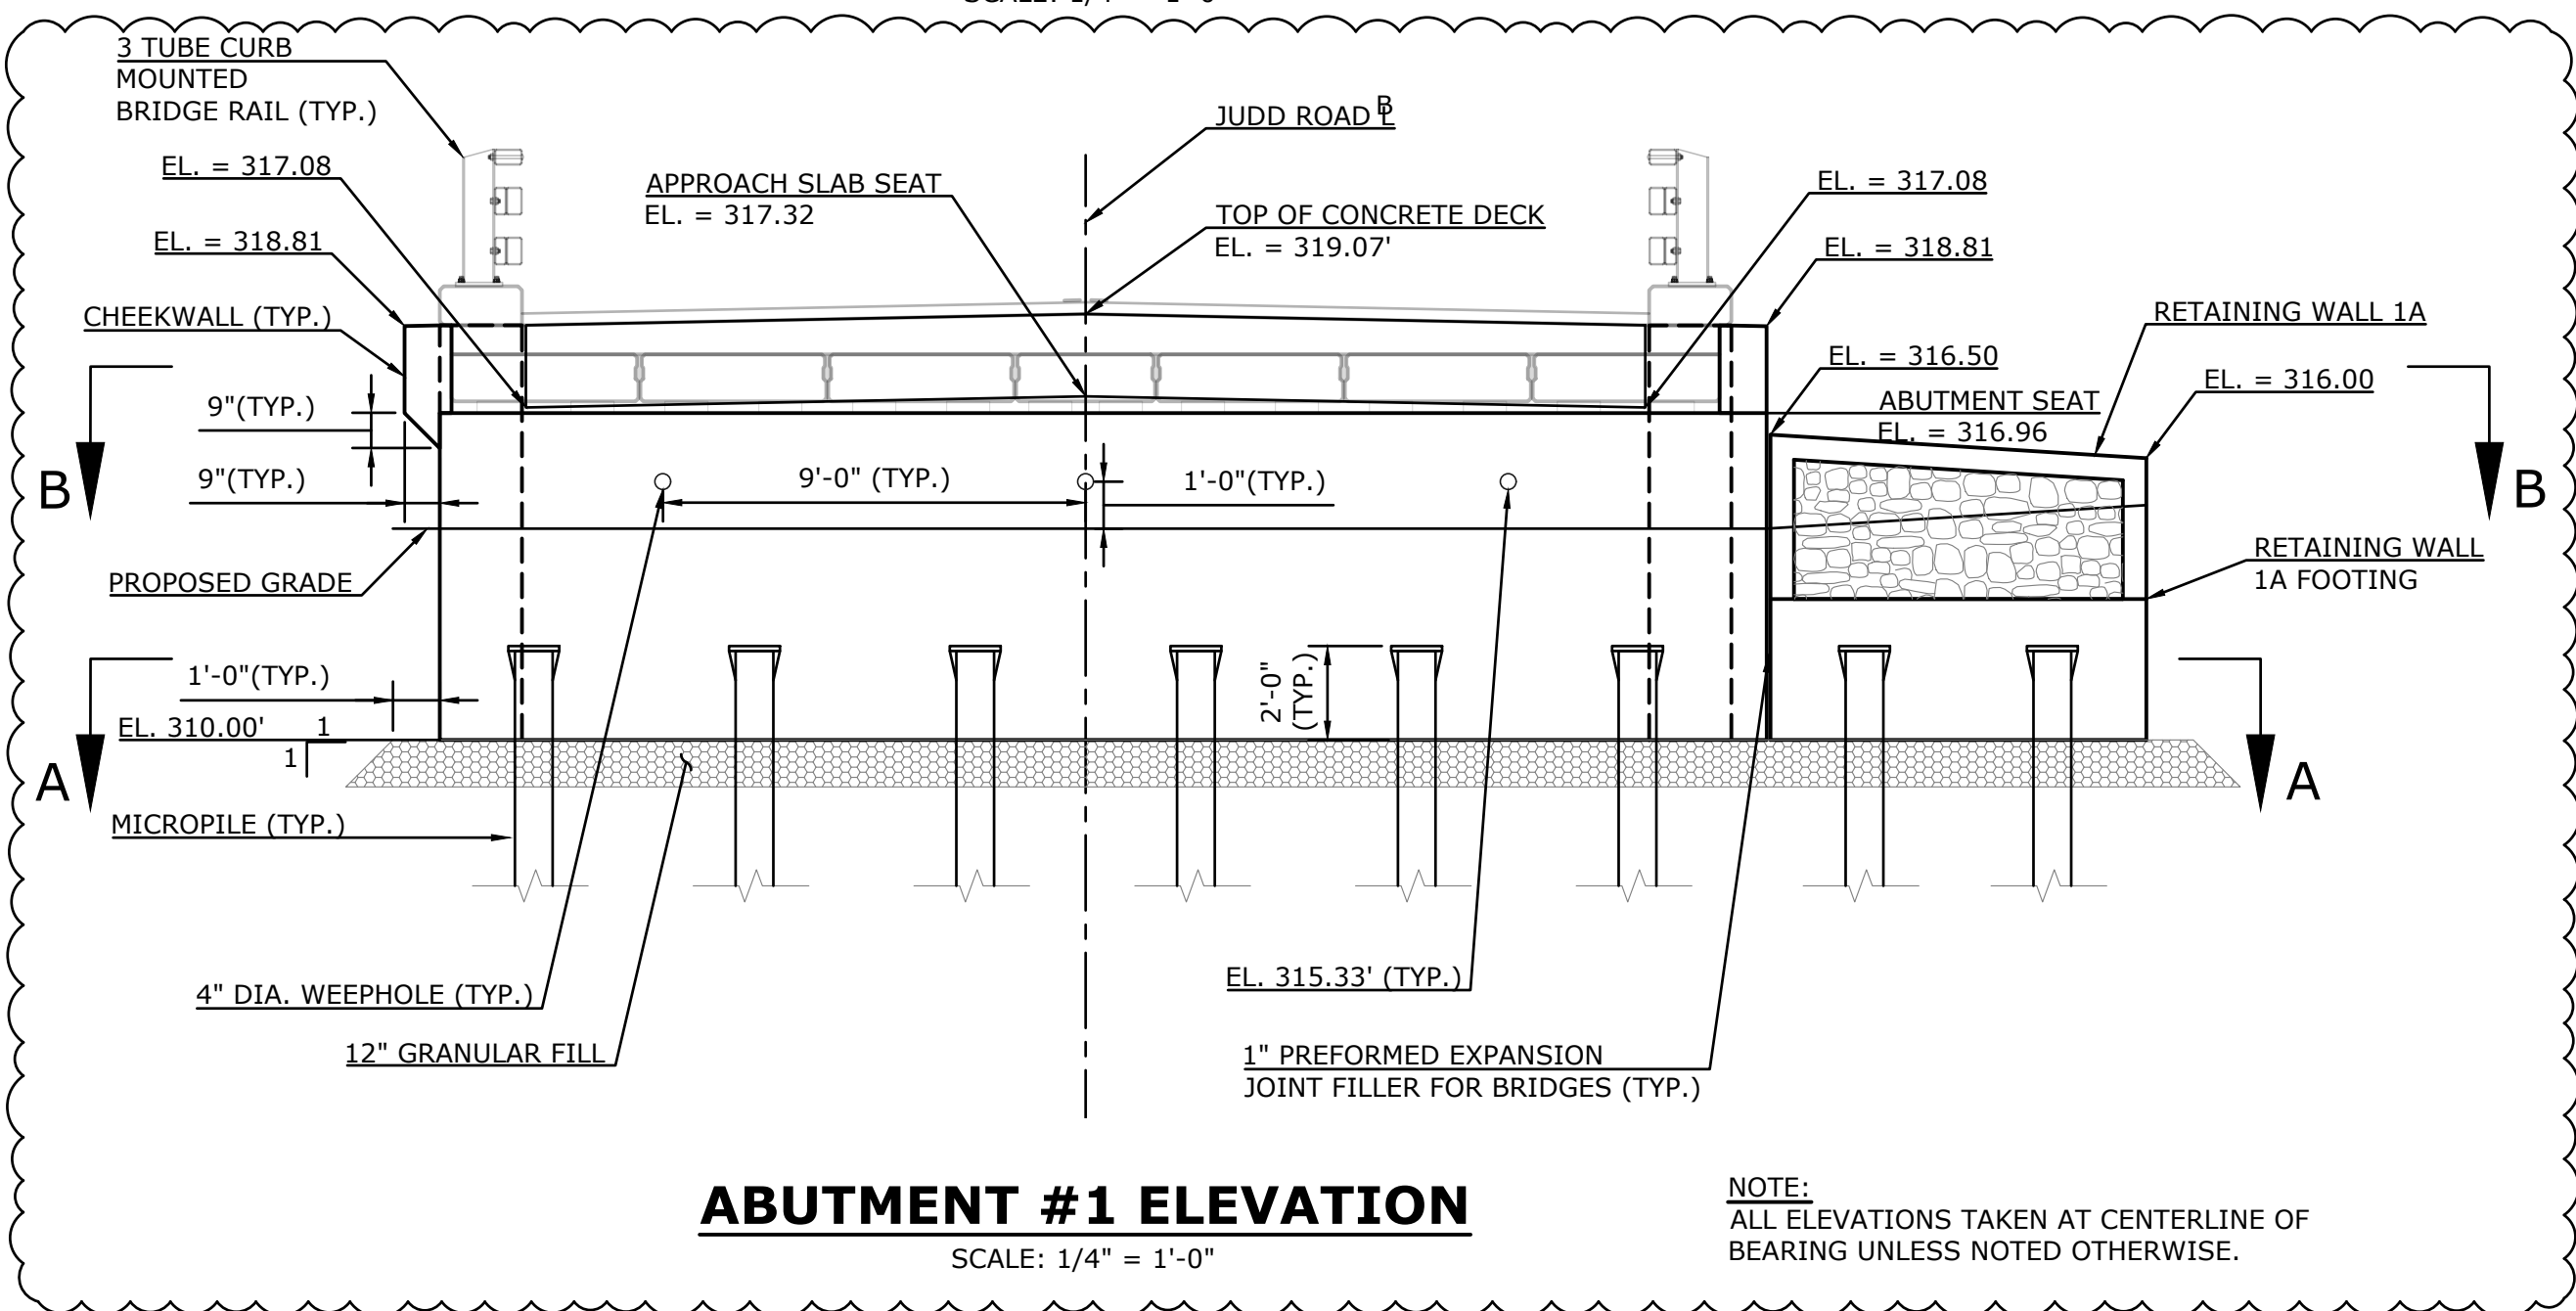 3 TUBE CURB
MOUNTED
BRIDGE RAIL (TYP.)
JUDD ROAD BL
EL. = 317.08
APPROACH SLAB SEAT
EL. = 317.32
TOP OF CONCRETE DECK
EL. = 319.07'
EL. = 317.08
EL. = 318.81
EL. = 318.81
CHEEKWALL (TYP.)
RETAINING WALL 1A
EL. = 316.50
EL. = 316.00
9"(TYP.)
ABUTMENT SEAT
EL. = 316.96
B
9"(TYP.)
9'-0" (TYP.)
1'-0"(TYP.)
B
PROPOSED GRADE
RETAINING WALL
1A FOOTING
1'-0"(TYP.)
2'-0"
(TYP.)
EL. 310.00'
1
1
A
A
MICROPILE (TYP.)
4" DIA. WEEPHOLE (TYP.)
EL. 315.33' (TYP.)
12" GRANULAR FILL
1" PREFORMED EXPANSION
JOINT FILLER FOR BRIDGES (TYP.)
ABUTMENT #1 ELEVATION
SCALE: 1/4" = 1'-0"
NOTE:
ALL ELEVATIONS TAKEN AT CENTERLINE OF
BEARING UNLESS NOTED OTHERWISE.